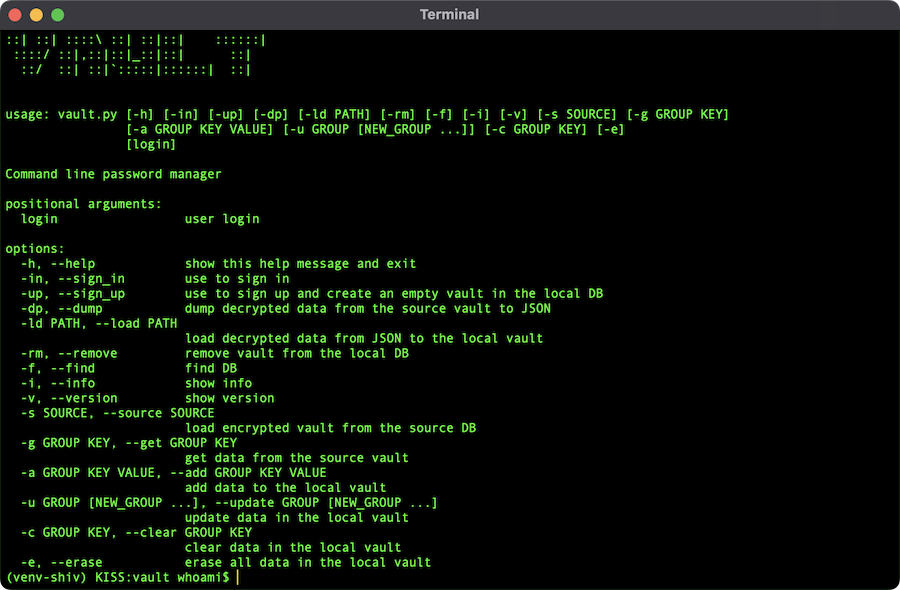 Terminal
::| ::| ::::\ ::| ::|::|    ::::::|
 ::::/ ::|,::|::|_::|::|      ::|
  ::/  ::| ::|`:::::|::::::|  ::|
usage: vault.py [-h] [-in] [-up] [-dp] [-ld PATH] [-rm] [-f] [-i] [-v] [-s SOURCE] [-g GROUP KEY]
                [-a GROUP KEY VALUE] [-u GROUP [NEW_GROUP ...]] [-c GROUP KEY] [-e]
                [login]
Command line password manager
positional arguments:
  login                 user login
options:
  -h, --help            show this help message and exit
  -in, --sign_in        use to sign in
  -up, --sign_up        use to sign up and create an empty vault in the local DB
  -dp, --dump           dump decrypted data from the source vault to JSON
  -ld PATH, --load PATH
                        load decrypted data from JSON to the local vault
  -rm, --remove         remove vault from the local DB
  -f, --find            find DB
  -i, --info            show info
  -v, --version         show version
  -s SOURCE, --source SOURCE
                        load encrypted vault from the source DB
  -g GROUP KEY, --get GROUP KEY
                        get data from the source vault
  -a GROUP KEY VALUE, --add GROUP KEY VALUE
                        add data to the local vault
  -u GROUP [NEW_GROUP ...], --update GROUP [NEW_GROUP ...]
                        update data in the local vault
  -c GROUP KEY, --clear GROUP KEY
                        clear data in the local vault
  -e, --erase           erase all data in the local vault
(venv-shiv) KISS:vault whoami$